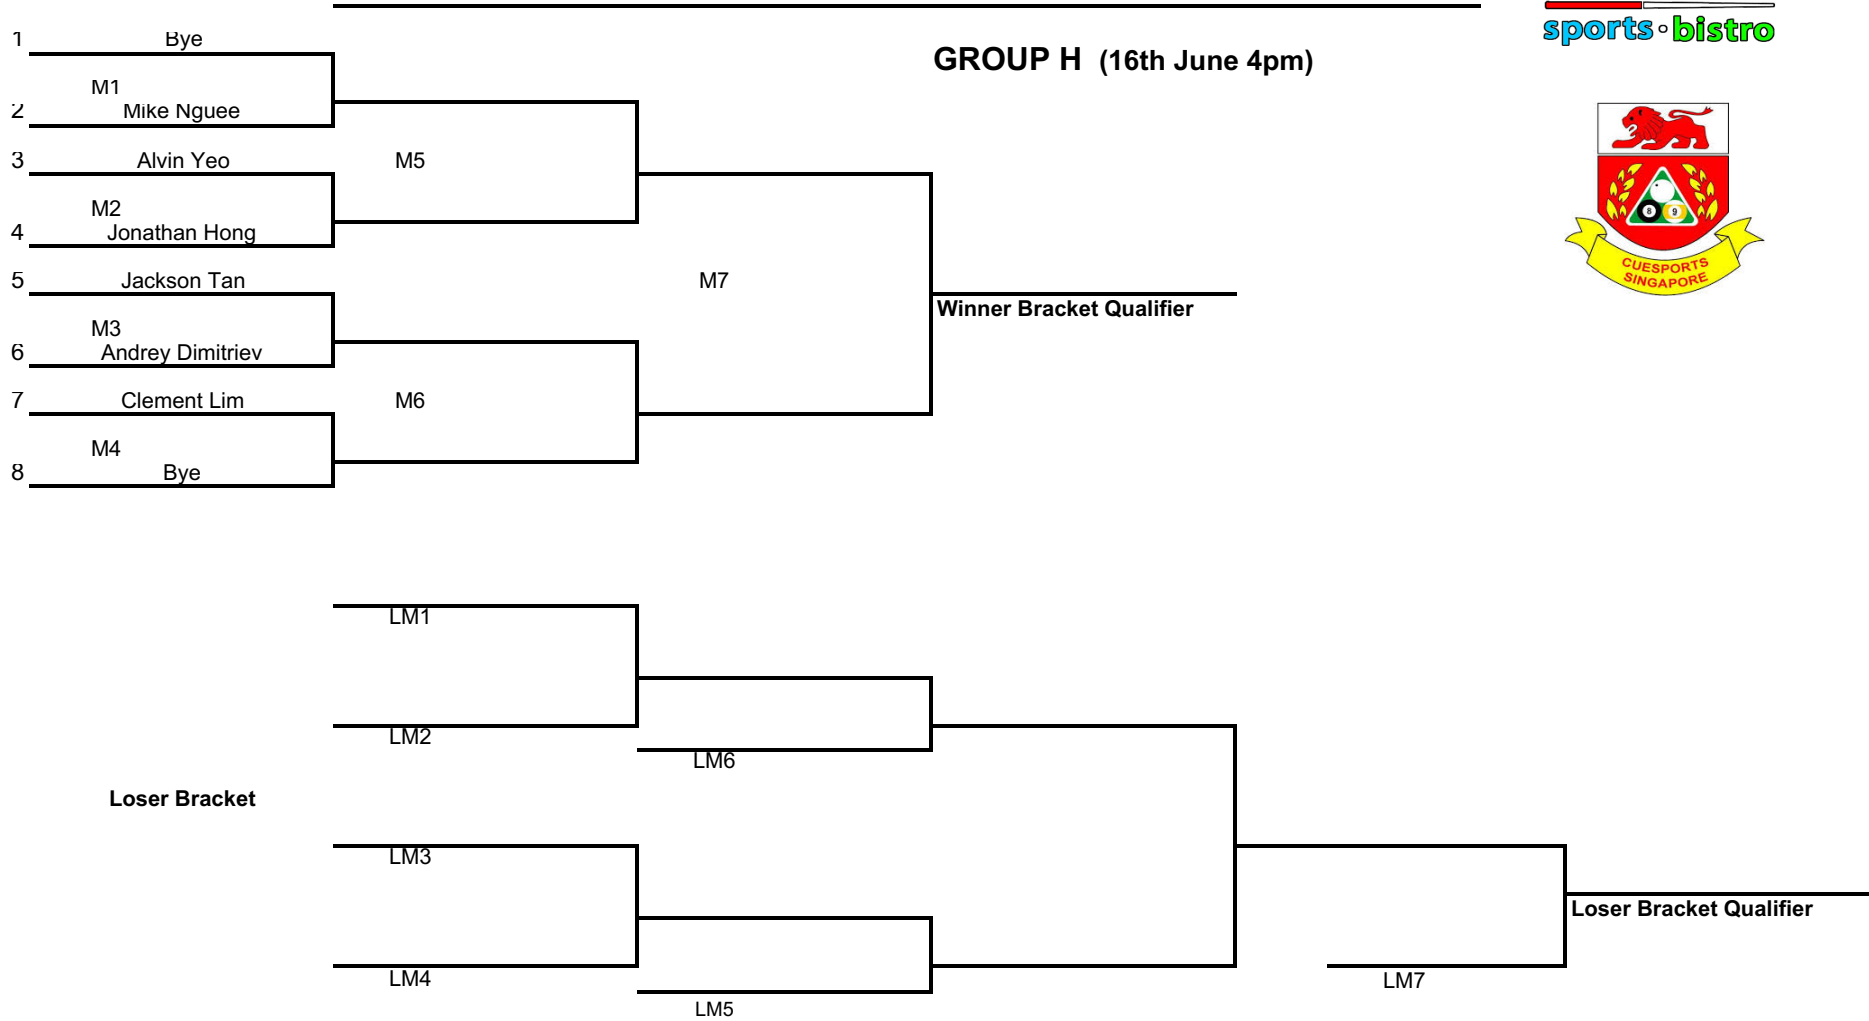 sports bistro
GROUP H (16th June 4pm)
1 Bye
M1
2 Mike Nguee
3 Alvin Yeo
M5
M2
4 Jonathan Hong
5 Jackson Tan
M7
Winner Bracket Qualifier
M3
6 Andrey Dimitriev
7 Clement Lim
M6
M4
8 Bye
8 9
CUESPORTS
SINGAPORE
LM1
LM2
LM6
Loser Bracket
LM3
LM4
LM5
Loser Bracket Qualifier
LM7